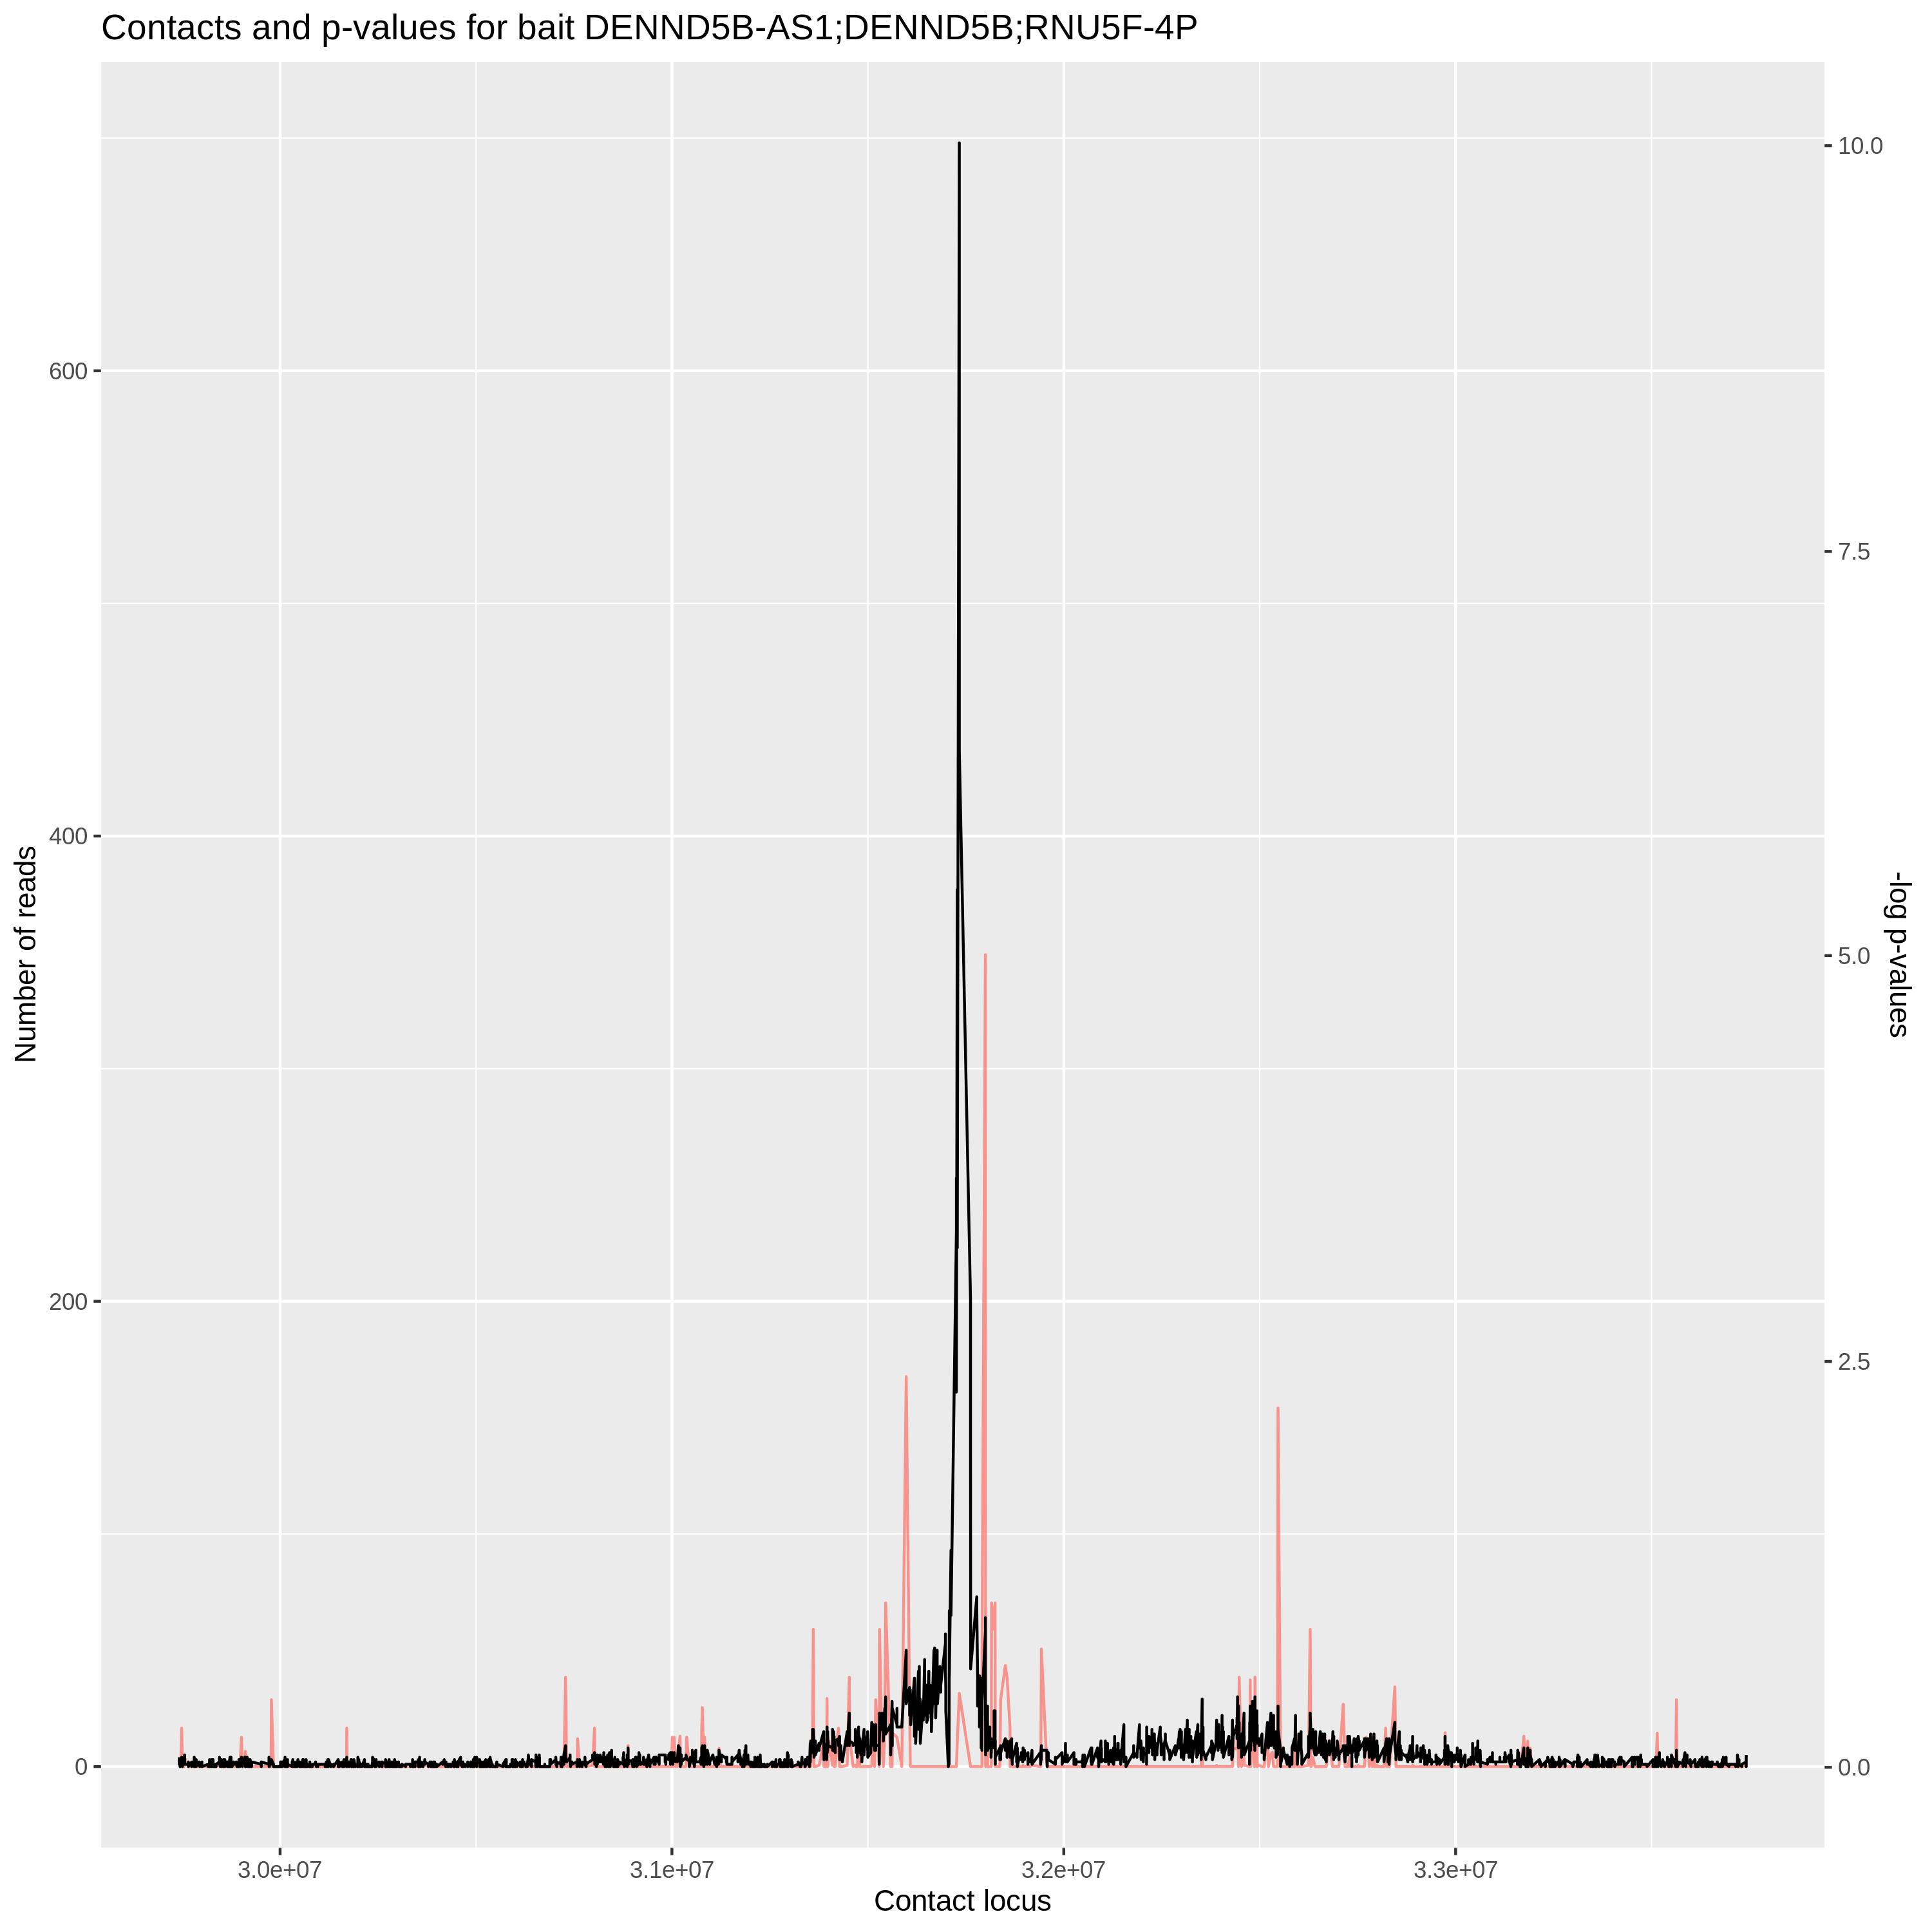 Contacts and p-values for bait DENND5B-AS1;DENND5B;RNU5F-4P
10.0
600
7.5
400
Number of reads
-log p-values
5.0
200
2.5
0
0.0
3.0e+07
3.1e+07
3.2e+07
3.3e+07
Contact locus